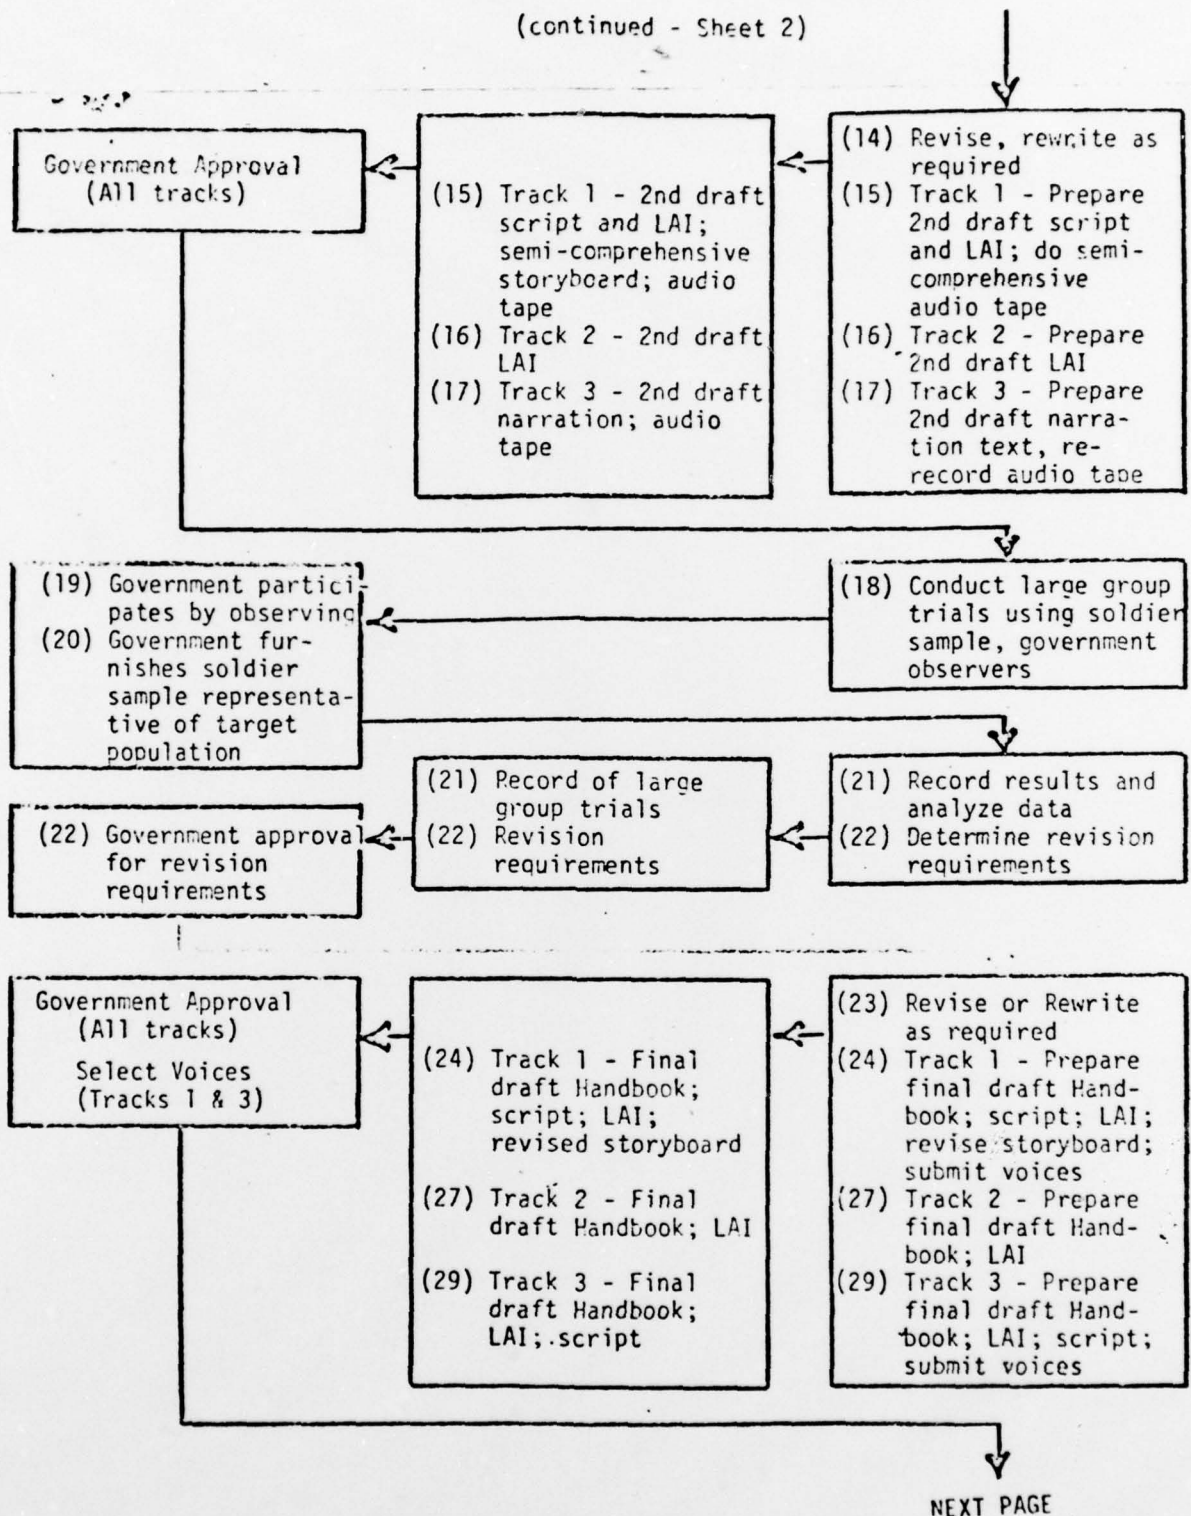 (continued - Sheet 2)
Government Approval
(All tracks)
(15) Track 1 - 2nd draft
script and LAI;
semi-comprehensive
storyboard; audio
tape
(16) Track 2 - 2nd draft
LAI
(17) Track 3 - 2nd draft
narration; audio
tape
(14) Revise, rewrite as
required
(15) Track 1 - Prepare
2nd draft script
and LAI; do semi-
comprehensive
audio tape
(16) Track 2 - Prepare
2nd draft LAI
(17) Track 3 - Prepare
2nd draft narra-
tion text, re-
record audio tape
(19) Government partici-
pates by observing
(20) Government fur-
nishes soldier
sample representa-
tive of target
population
(18) Conduct large group
trials using soldier
sample, government
observers
(22) Government approval
for revision
requirements
(21) Record of large
group trials
(22) Revision
requirements
(21) Record results and
analyze data
(22) Determine revision
requirements
Government Approval
(All tracks)
Select Voices
(Tracks 1 & 3)
(24) Track 1 - Final
draft Handbook;
script; LAI;
revised storyboard
(27) Track 2 - Final
draft Handbook; LAI
(29) Track 3 - Final
draft Handbook;
LAI; script
(23) Revise or Rewrite
as required
(24) Track 1 - Prepare
final draft Hand-
book; script; LAI;
revise storyboard;
submit voices
(27) Track 2 - Prepare
final draft Hand-
book; LAI
(29) Track 3 - Prepare
final draft Hand-
book; LAI; script;
submit voices
NEXT PAGE